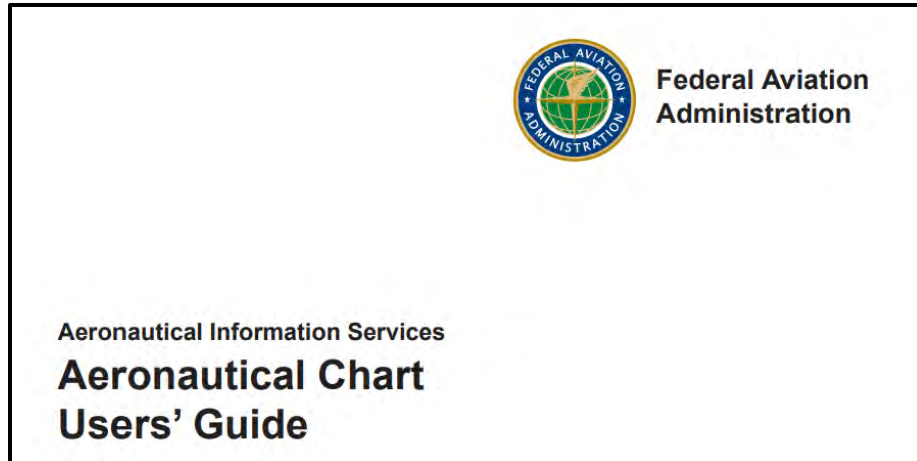 FEDERAL AVIATION
ADMINISTRATION
Federal Aviation
Administration
Aeronautical Information Services
Aeronautical Chart
Users’ Guide